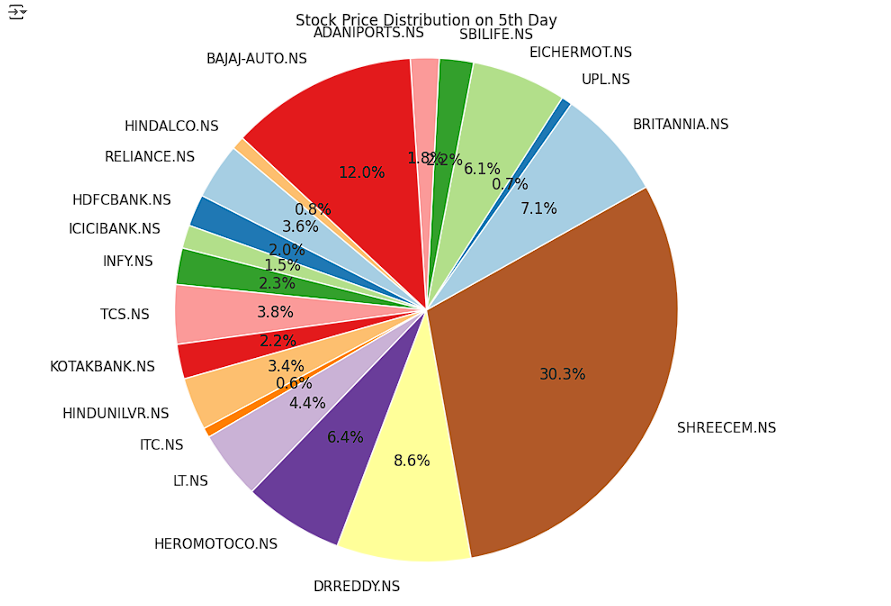 Stock Price Distribution on 5th Day
ADANIPORTS.NS
SBILIFE.NS
EICHERMOT.NS
BAJAJ-AUTO.NS
UPL.NS
HINDALCO.NS
BRITANNIA.NS
RELIANCE.NS
1.8%
2.2%
6.1%
12.0%
0.7%
HDFCBANK.NS
0.8%
7.1%
ICICIBANK.NS
3.6%
2.0%
INFY.NS
1.5%
2.3%
TCS.NS
3.8%
2.2%
KOTAKBANK.NS
3.4%
30.3%
0.6%
HINDUNILVR.NS
4.4%
SHREECEM.NS
ITC.NS
6.4%
8.6%
LT.NS
HEROMOTOCO.NS
DRREDDY.NS